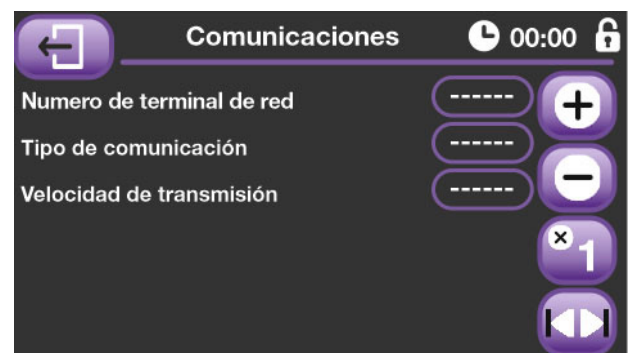 Comunicaciones 00:00
Numero de terminal de red ------
Tipo de comunicación ------
Velocidad de transmisión ------
+
−
×1